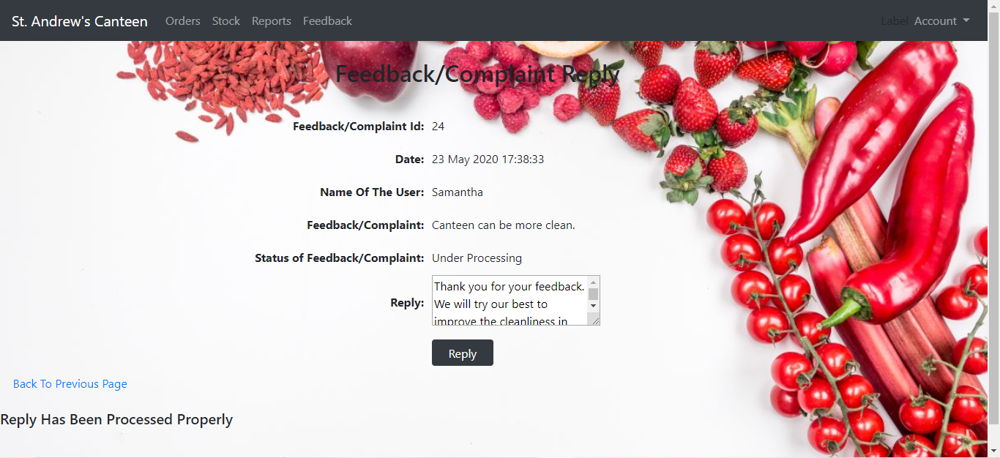 St. Andrew's Canteen Orders Stock Reports Feedback Label Account
Feedback/Complaint Reply
Feedback/Complaint Id: 24
Date: 23 May 2020 17:38:33
Name Of The User: Samantha
Feedback/Complaint: Canteen can be more clean.
Status of Feedback/Complaint: Under Processing
Reply: Thank you for your feedback.
We will try our best to
improve the cleanliness in
Reply
Back To Previous Page
Reply Has Been Processed Properly